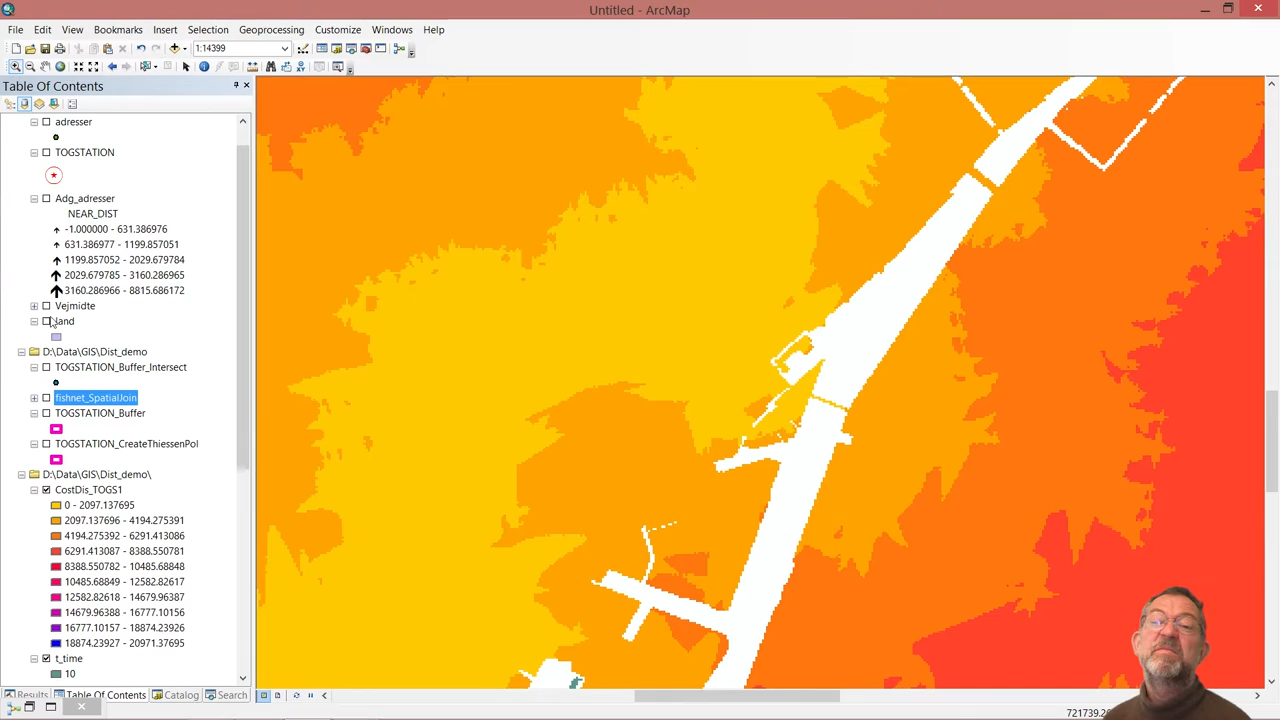 Untitled - ArcMap
File Edit View Bookmarks Insert Selection Geoprocessing Customize Windows Help
1:14399
Table Of Contents
adresser
TOGSTATION
Adg_adresser
NEAR_DIST
-1.000000 - 631.386976
631.386977 - 1199.857051
1199.857052 - 2029.679784
2029.679785 - 3160.286965
3160.286966 - 8815.686172
Vejmidte
land
D:\Data\GIS\Dist_demo
TOGSTATION_Buffer_Intersect
fishnet_SpatialJoin
TOGSTATION_Buffer
TOGSTATION_CreateThiessenPol
D:\Data\GIS\Dist_demo\
CostDis_TOGS1
0 - 2097.137695
2097.137696 - 4194.275391
4194.275392 - 6291.413086
6291.413087 - 8388.550781
8388.550782 - 10485.68848
10485.68849 - 12582.82617
12582.82618 - 14679.96387
14679.96388 - 16777.10156
16777.10157 - 18874.23926
18874.23927 - 20971.37695
t_time
10
Results Table Of Contents Catalog Search